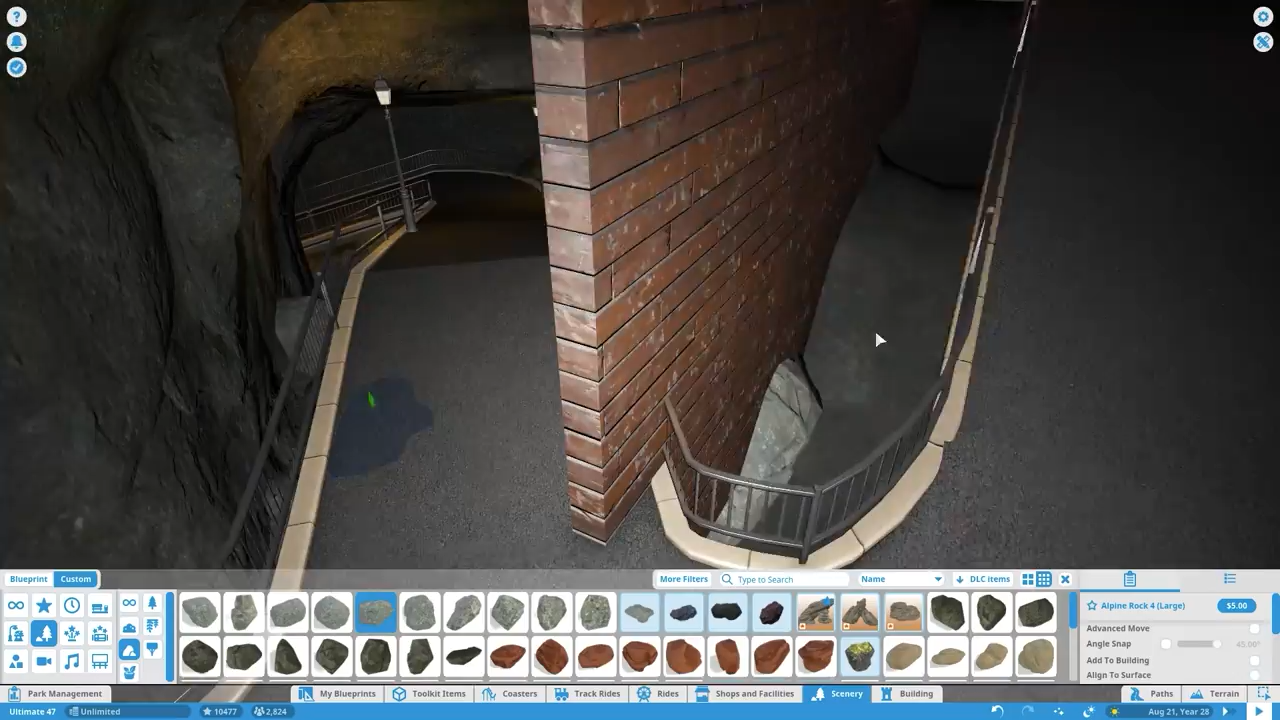 Blueprint
Custom
More Filters
Type to Search
Name
DLC items
Alpine Rock 4 (Large)
$5.00
Advanced Move
Angle Snap
45.00°
Add To Building
Align To Surface
Park Management
My Blueprints
Toolkit Items
Coasters
Track Rides
Rides
Shops and Facilities
Scenery
Building
Paths
Terrain
Ultimate 47
Unlimited
10477
2,824
Aug 21, Year 28